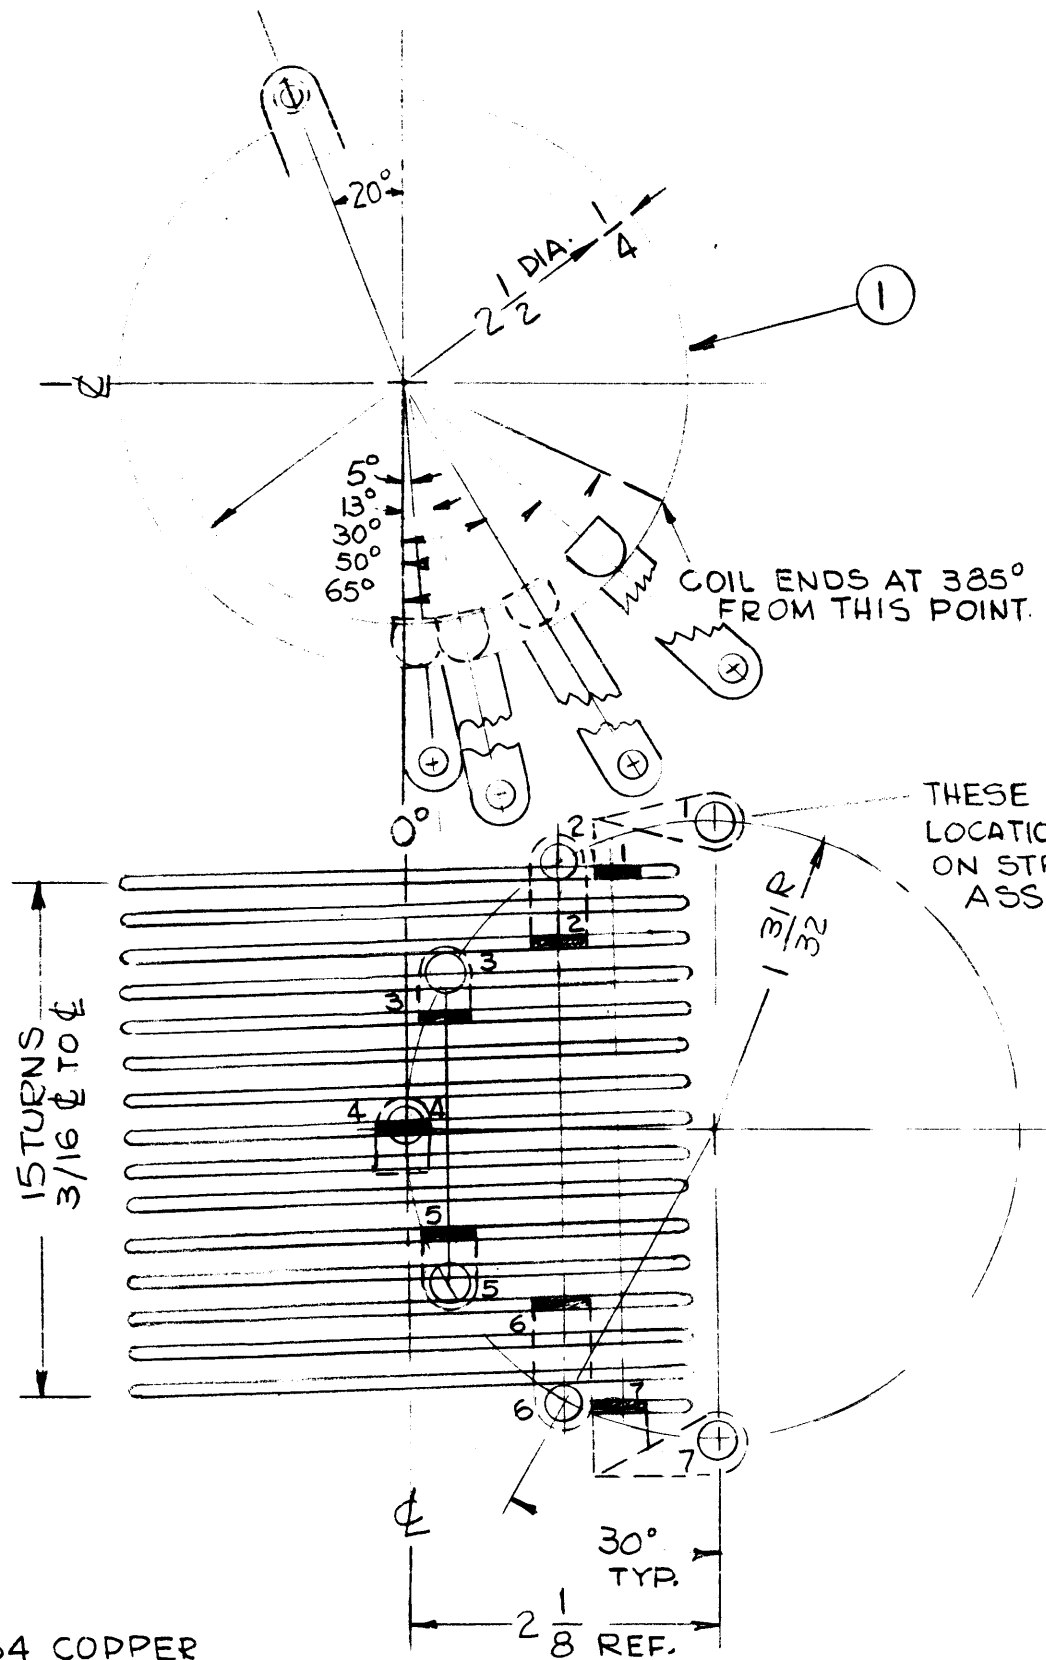 20°
2 1/2 DIA.
1/4
1
℄
5°
13°
30°
50°
65°
COIL ENDS AT 385°
FROM THIS POINT.
0°
THESE
LOCATIO
ON STR
ASS
1 31/32 R
1
2
1
2
3
3
4
4
5
5
6
6
7
7
15 TURNS
3/16 ℄ TO ℄
℄
30°
TYP.
2 1/8 REF.
64 COPPER